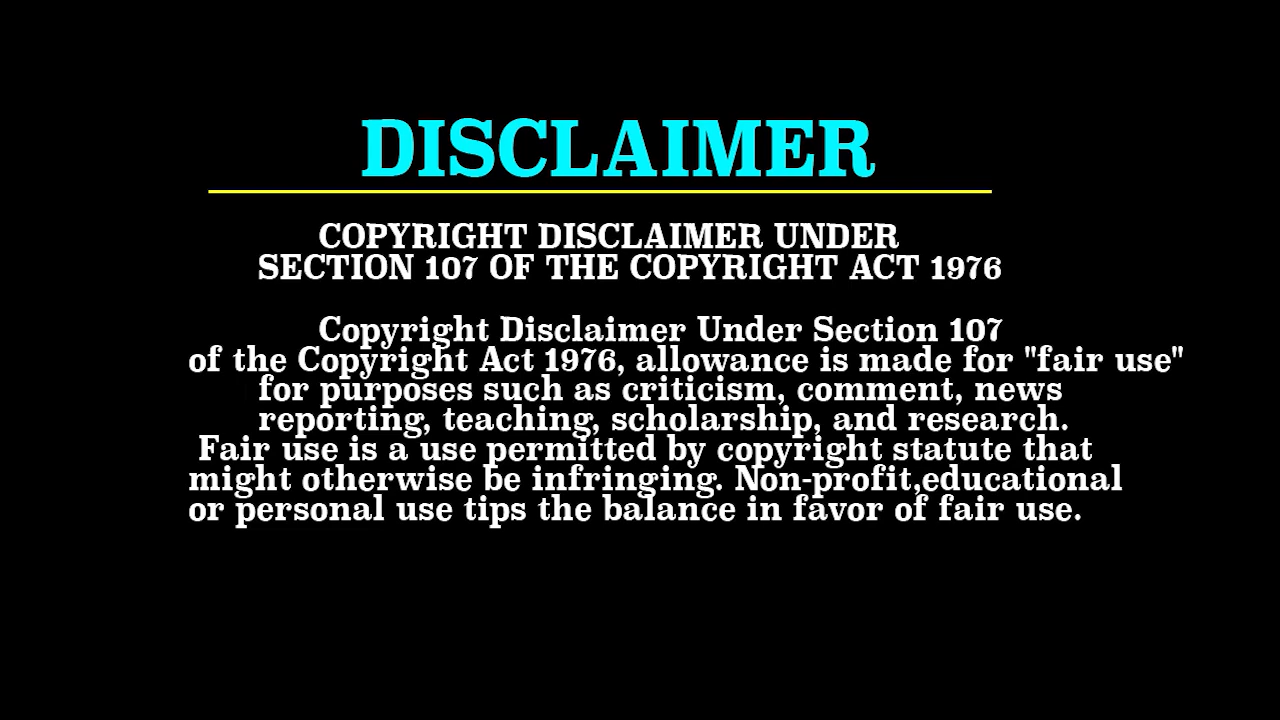 DISCLAIMER
COPYRIGHT DISCLAIMER UNDER
SECTION 107 OF THE COPYRIGHT ACT 1976
Copyright Disclaimer Under Section 107
of the Copyright Act 1976, allowance is made for "fair use"
for purposes such as criticism, comment, news
reporting, teaching, scholarship, and research.
Fair use is a use permitted by copyright statute that
might otherwise be infringing. Non-profit,educational
or personal use tips the balance in favor of fair use.